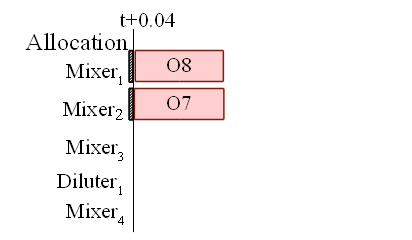 t+0.04
Allocation
Mixer1 O8
Mixer2 O7
Mixer3
Diluter1
Mixer4